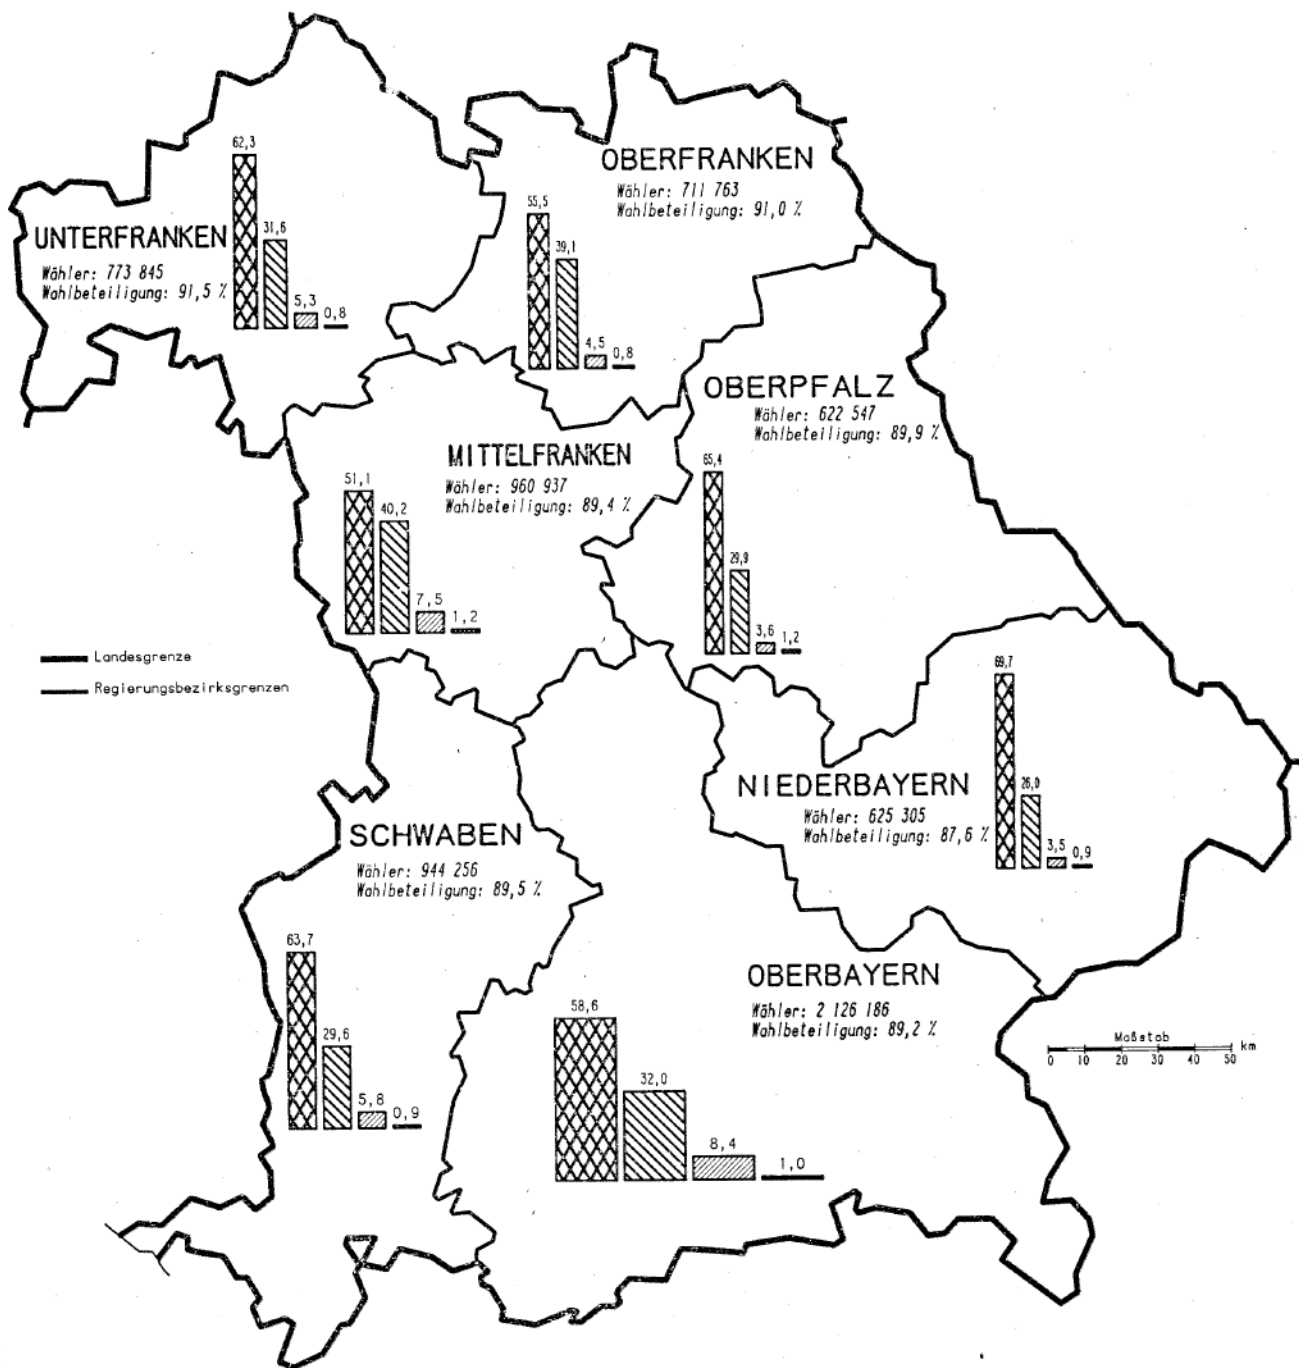 62,3
31,6
5,3
0,8
UNTERFRANKEN
Wähler: 773 845
Wahlbeteiligung: 91,5 %
OBERFRANKEN
Wähler: 711 763
Wahlbeteiligung: 91,0 %
55,5
39,1
4,5
0,8
OBERPFALZ
Wähler: 622 547
Wahlbeteiligung: 89,9 %
65,4
29,9
3,6
1,2
MITTELFRANKEN
Wähler: 960 937
Wahlbeteiligung: 89,4 %
51,1
40,2
7,5
1,2
Landesgrenze
Regierungsbezirksgrenzen
69,7
26,0
3,5
0,9
NIEDERBAYERN
Wähler: 625 305
Wahlbeteiligung: 87,6 %
SCHWABEN
Wähler: 944 256
Wahlbeteiligung: 89,5 %
63,7
29,6
5,8
0,9
OBERBAYERN
Wähler: 2 126 186
Wahlbeteiligung: 89,2 %
58,6
32,0
8,4
1,0
Maßstab
km
0 10 20 30 40 50